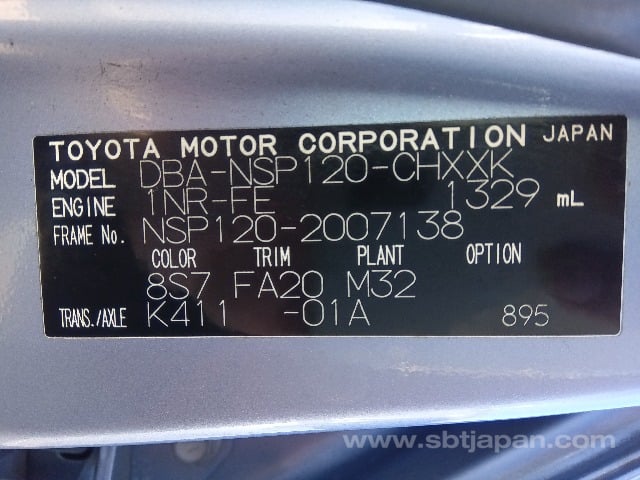 TOYOTA MOTOR CORPORATION JAPAN
MODEL DBA-NSP120-CHXXK
ENGINE 1NR-FE 1329 mL
FRAME No. NSP120-2007138
COLOR TRIM PLANT OPTION
8S7 FA20 M32
TRANS./AXLE K411 -01A 895
www.sbtjapan.com